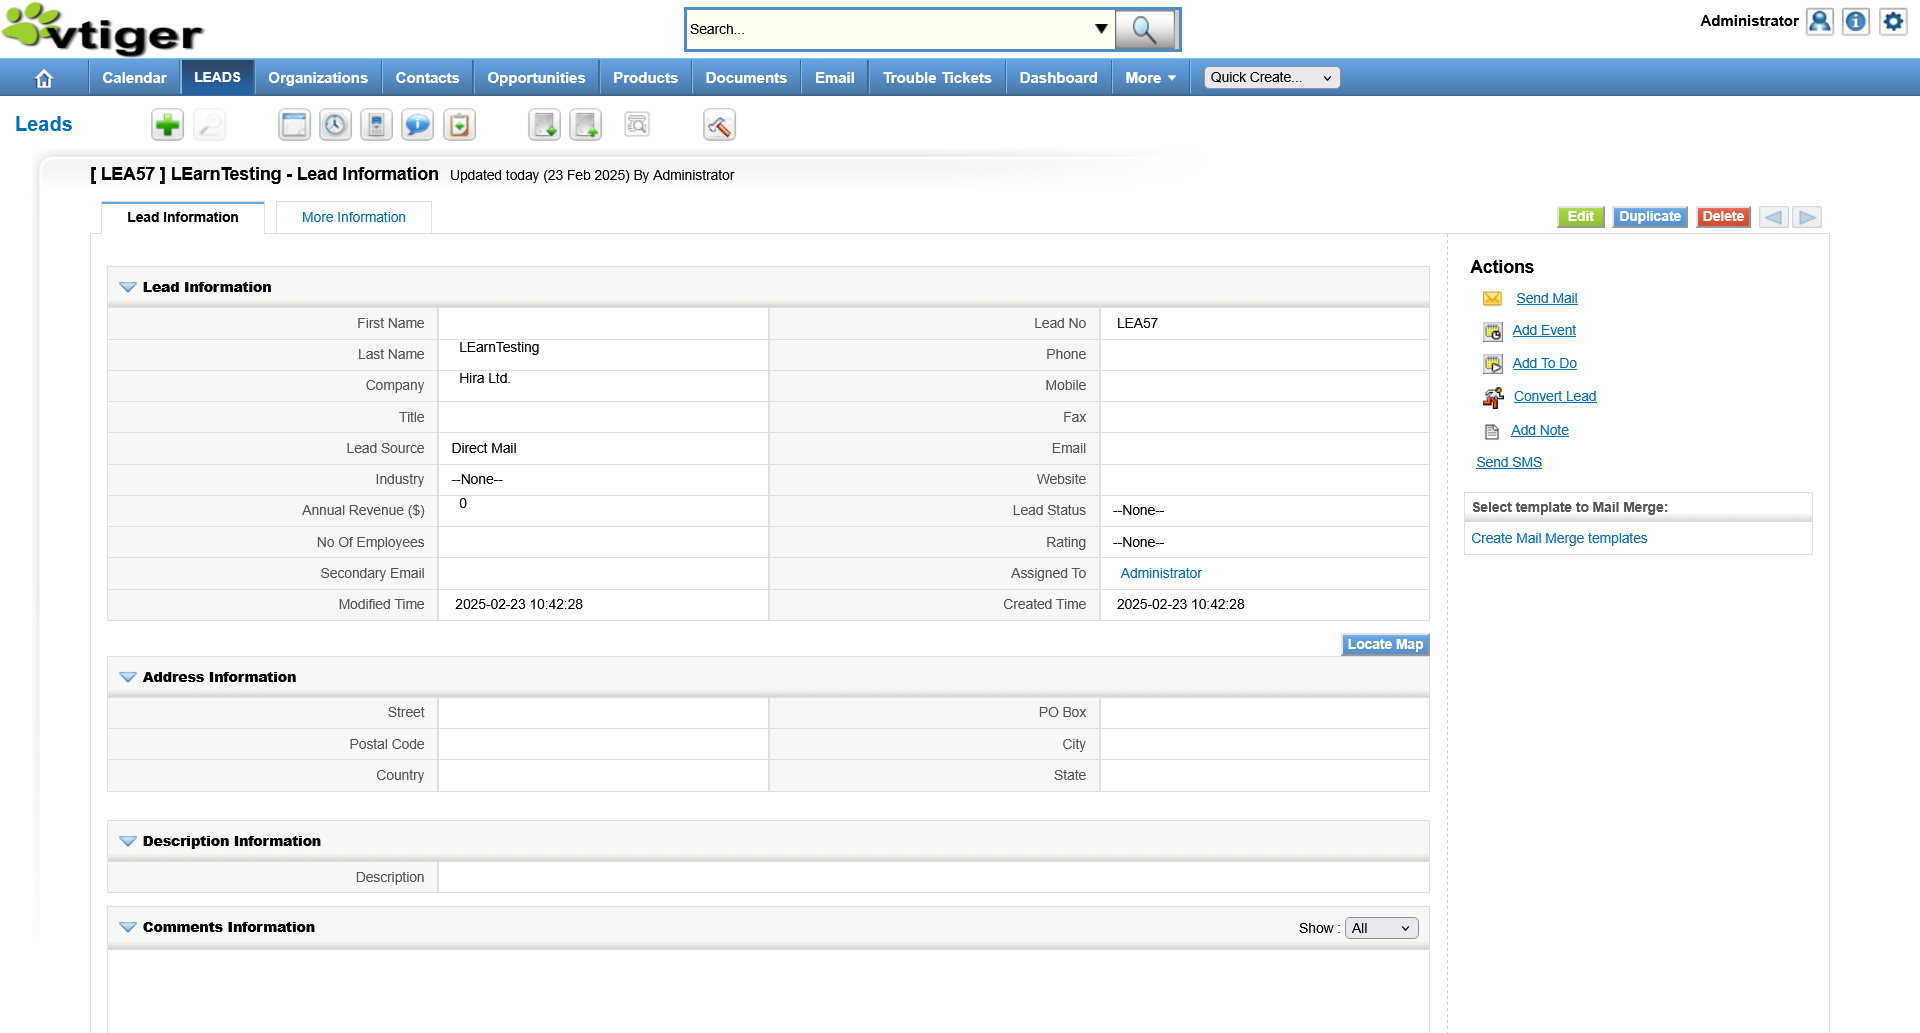 vtiger
Search...
Administrator
Calendar
LEADS
Organizations
Contacts
Opportunities
Products
Documents
Email
Trouble Tickets
Dashboard
More
Quick Create...
Leads
[ LEA57 ] LEarnTesting - Lead Information Updated today (23 Feb 2025) By Administrator
Lead Information
More Information
Edit
Duplicate
Delete
Lead Information
First Name
Lead No LEA57
Last Name LEarnTesting
Phone
Company Hira Ltd.
Mobile
Title
Fax
Lead Source Direct Mail
Email
Industry --None--
Website
Annual Revenue ($) 0
Lead Status --None--
No Of Employees
Rating --None--
Secondary Email
Assigned To Administrator
Modified Time 2025-02-23 10:42:28
Created Time 2025-02-23 10:42:28
Locate Map
Address Information
Street
PO Box
Postal Code
City
Country
State
Description Information
Description
Comments Information
Show : All
Actions
Send Mail
Add Event
Add To Do
Convert Lead
Add Note
Send SMS
Select template to Mail Merge:
Create Mail Merge templates